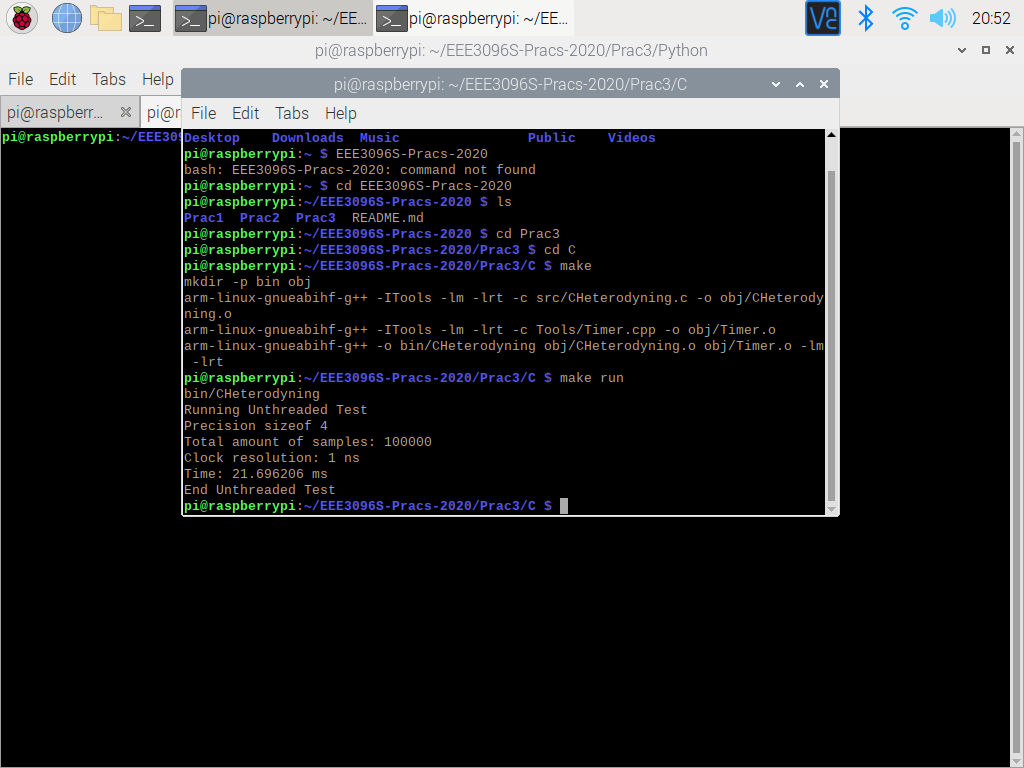 pi@raspberrypi: ~/EEE... pi@raspberrypi: ~/EE... 20:52
pi@raspberrypi: ~/EEE3096S-Pracs-2020/Prac3/Python
File Edit Tabs Help
pi@raspberr... pi@r
pi@raspberrypi:~/EEE309
pi@raspberrypi: ~/EEE3096S-Pracs-2020/Prac3/C
File Edit Tabs Help
Desktop Downloads Music Public Videos
pi@raspberrypi:~ $ EEE3096S-Pracs-2020
bash: EEE3096S-Pracs-2020: command not found
pi@raspberrypi:~ $ cd EEE3096S-Pracs-2020
pi@raspberrypi:~/EEE3096S-Pracs-2020 $ ls
Prac1 Prac2 Prac3 README.md
pi@raspberrypi:~/EEE3096S-Pracs-2020 $ cd Prac3
pi@raspberrypi:~/EEE3096S-Pracs-2020/Prac3 $ cd C
pi@raspberrypi:~/EEE3096S-Pracs-2020/Prac3/C $ make
mkdir -p bin obj
arm-linux-gnueabihf-g++ -ITools -lm -lrt -c src/CHeterodyning.c -o obj/CHeterody
ning.o
arm-linux-gnueabihf-g++ -ITools -lm -lrt -c Tools/Timer.cpp -o obj/Timer.o
arm-linux-gnueabihf-g++ -o bin/CHeterodyning obj/CHeterodyning.o obj/Timer.o -lm
-lrt
pi@raspberrypi:~/EEE3096S-Pracs-2020/Prac3/C $ make run
bin/CHeterodyning
Running Unthreaded Test
Precision sizeof 4
Total amount of samples: 100000
Clock resolution: 1 ns
Time: 21.696206 ms
End Unthreaded Test
pi@raspberrypi:~/EEE3096S-Pracs-2020/Prac3/C $